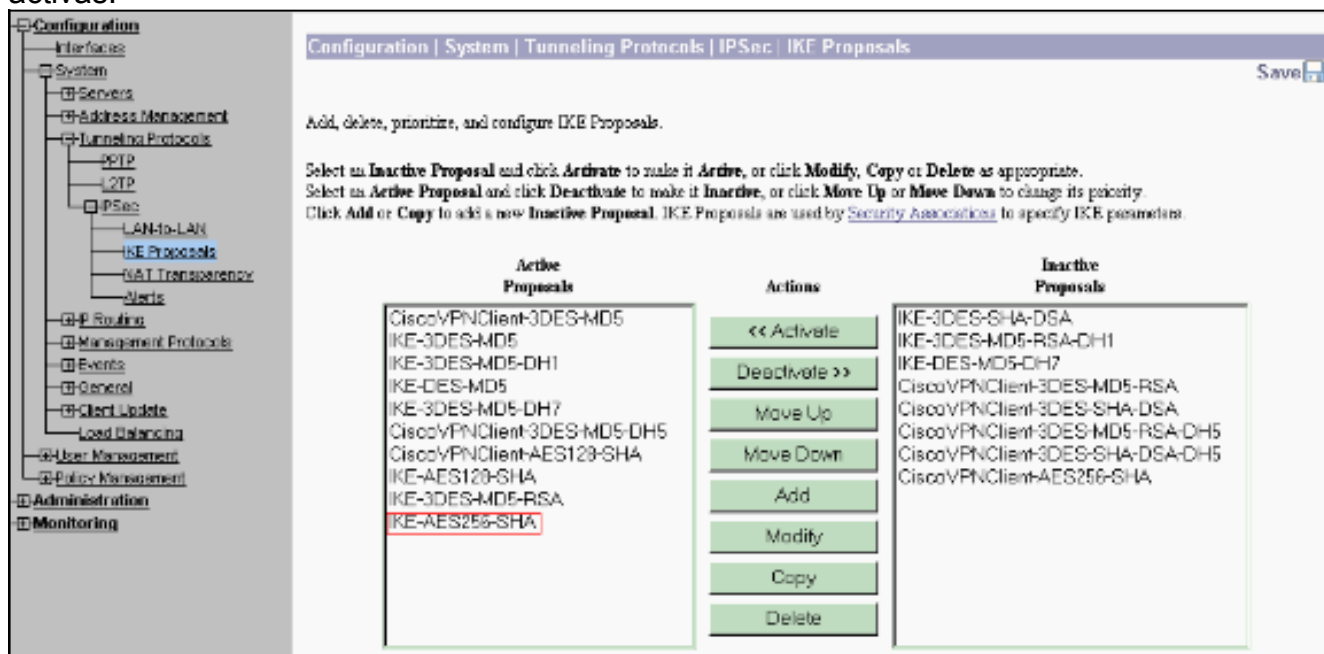 activas.
Configuration
Interfaces
System
Servers
Address Management
Tunneling Protocols
PPTP
L2TP
IPSec
LAN-to-LAN
IKE Proposals
NAT Transparency
Alerts
IP Routing
Management Protocols
Events
General
Client Update
Load Balancing
User Management
Policy Management
Administration
Monitoring
Configuration | System | Tunneling Protocols | IPSec | IKE Proposals
Save
Add, delete, prioritize, and configure IKE Proposals.
Select an Inactive Proposal and click Activate to make it Active, or click Modify, Copy or Delete as appropriate.
Select an Active Proposal and click Deactivate to make it Inactive, or click Move Up or Move Down to change its priority.
Click Add or Copy to add a new Inactive Proposal. IKE Proposals are used by Security Associations to specify IKE parameters.
Active
Proposals
CiscoVPNClient-3DES-MD5
IKE-3DES-MD5
IKE-3DES-MD5-DH1
IKE-DES-MD5
IKE-3DES-MD5-DH7
CiscoVPNClient-3DES-MD5-DH5
CiscoVPNClient-AES128-SHA
IKE-AES128-SHA
IKE-3DES-MD5-RSA
IKE-AES256-SHA
Actions
<< Activate
Deactivate >>
Move Up
Move Down
Add
Modify
Copy
Delete
Inactive
Proposals
IKE-3DES-SHA-DSA
IKE-3DES-MD5-RSA-DH1
IKE-DES-MD5-DH7
CiscoVPNClient-3DES-MD5-RSA
CiscoVPNClient-3DES-SHA-DSA
CiscoVPNClient-3DES-MD5-RSA-DH5
CiscoVPNClient-3DES-SHA-DSA-DH5
CiscoVPNClient-AES256-SHA